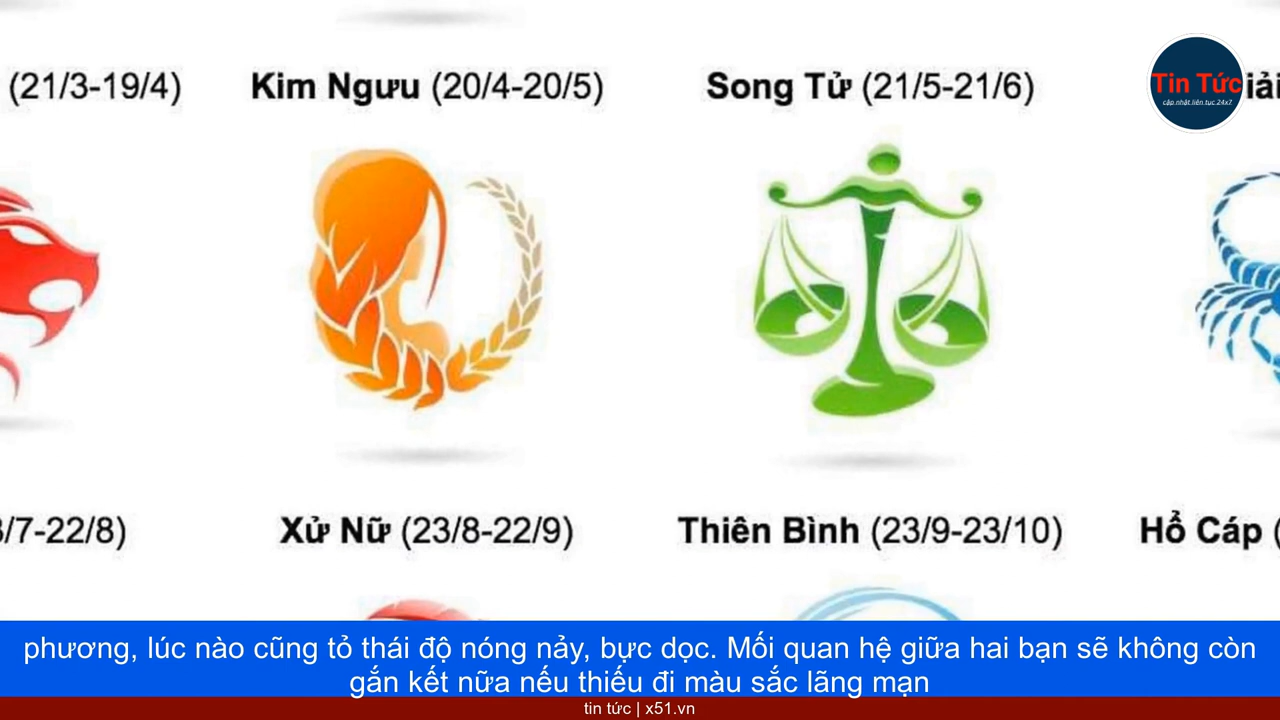 (21/3-19/4) Kim Ngưu (20/4-20/5) Song Tử (21/5-21/6)
Tin Tức
cập nhật liên tục 24x7
/7-22/8) Xử Nữ (23/8-22/9) Thiên Bình (23/9-23/10) Hổ Cáp (
phương, lúc nào cũng tỏ thái độ nóng nảy, bực dọc. Mối quan hệ giữa hai bạn sẽ không còn
gắn kết nữa nếu thiếu đi màu sắc lãng mạn
tin tức | x51.vn